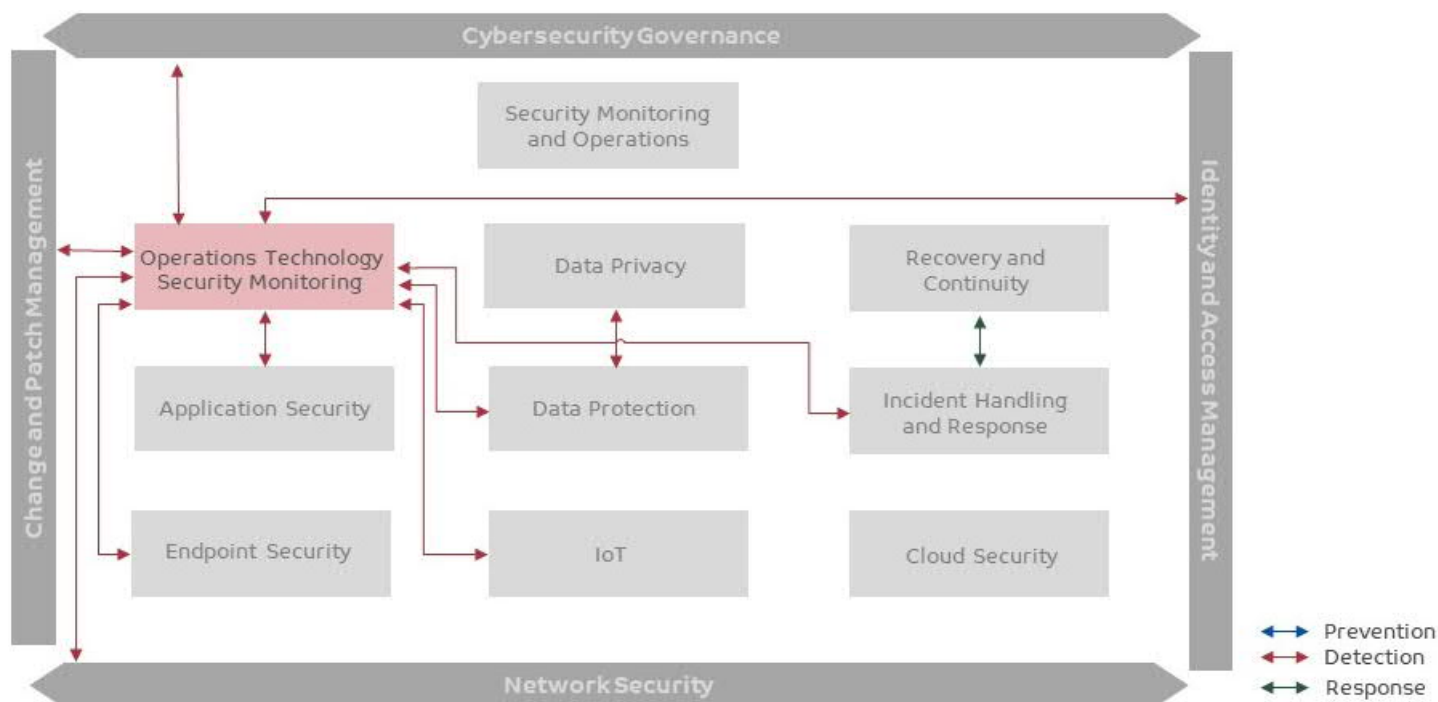 Cybersecurity Governance
Security Monitoring
and Operations
Change and Patch Management
Identity and Access Management
Operations Technology
Security Monitoring
Data Privacy
Recovery and
Continuity
Application Security
Data Protection
Incident Handling
and Response
Endpoint Security
IoT
Cloud Security
Network Security
Prevention
Detection
Response